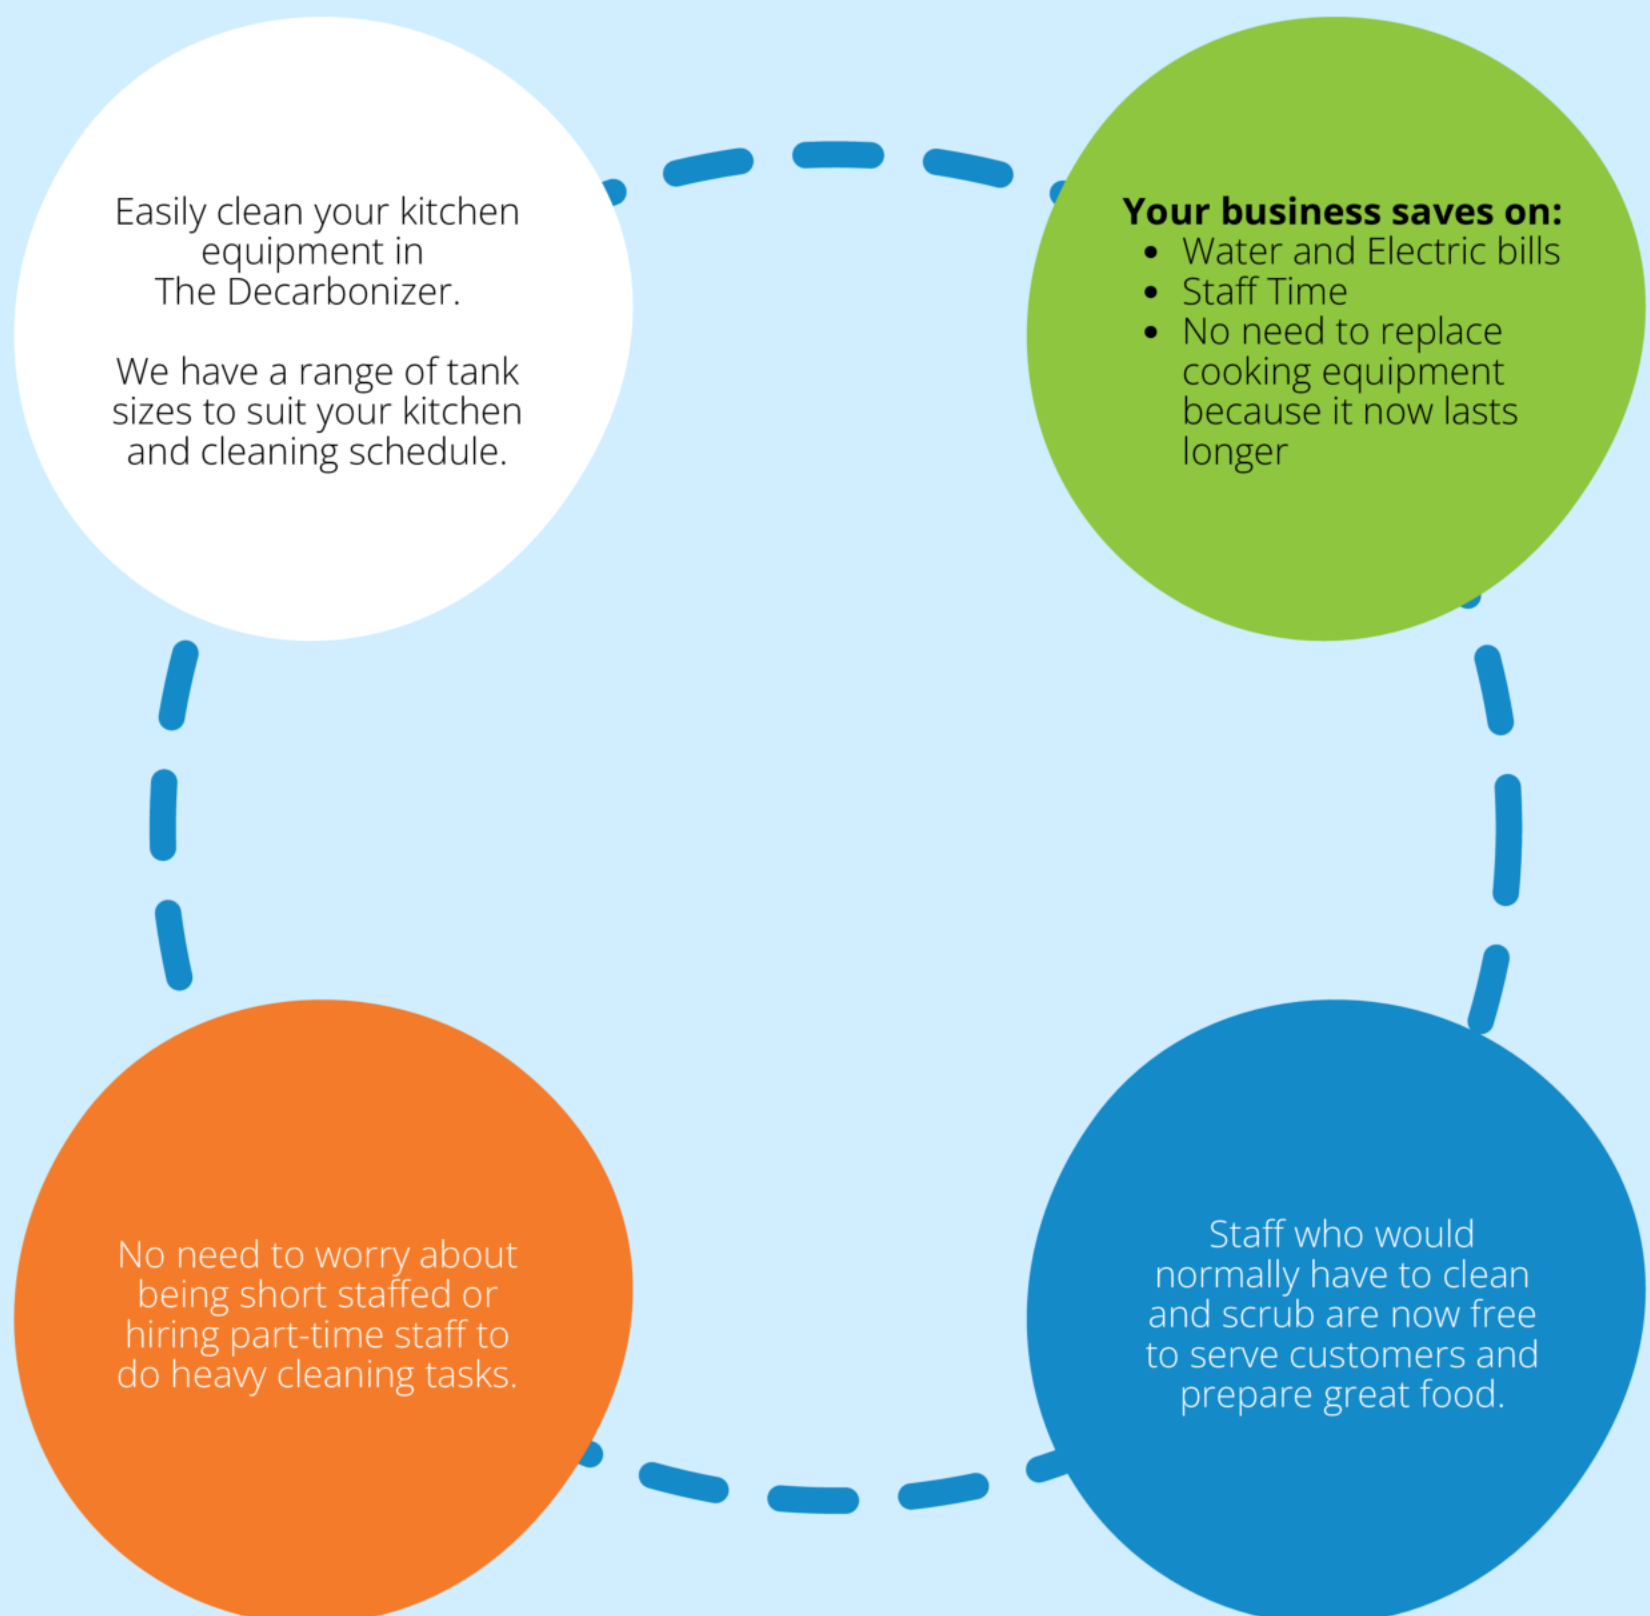 Easily clean your kitchen
equipment in
The Decarbonizer.
We have a range of tank
sizes to suit your kitchen
and cleaning schedule.
Your business saves on:
• Water and Electric bills
• Staff Time
• No need to replace
cooking equipment
because it now lasts
longer
No need to worry about
being short staffed or
hiring part-time staff to
do heavy cleaning tasks.
Staff who would
normally have to clean
and scrub are now free
to serve customers and
prepare great food.